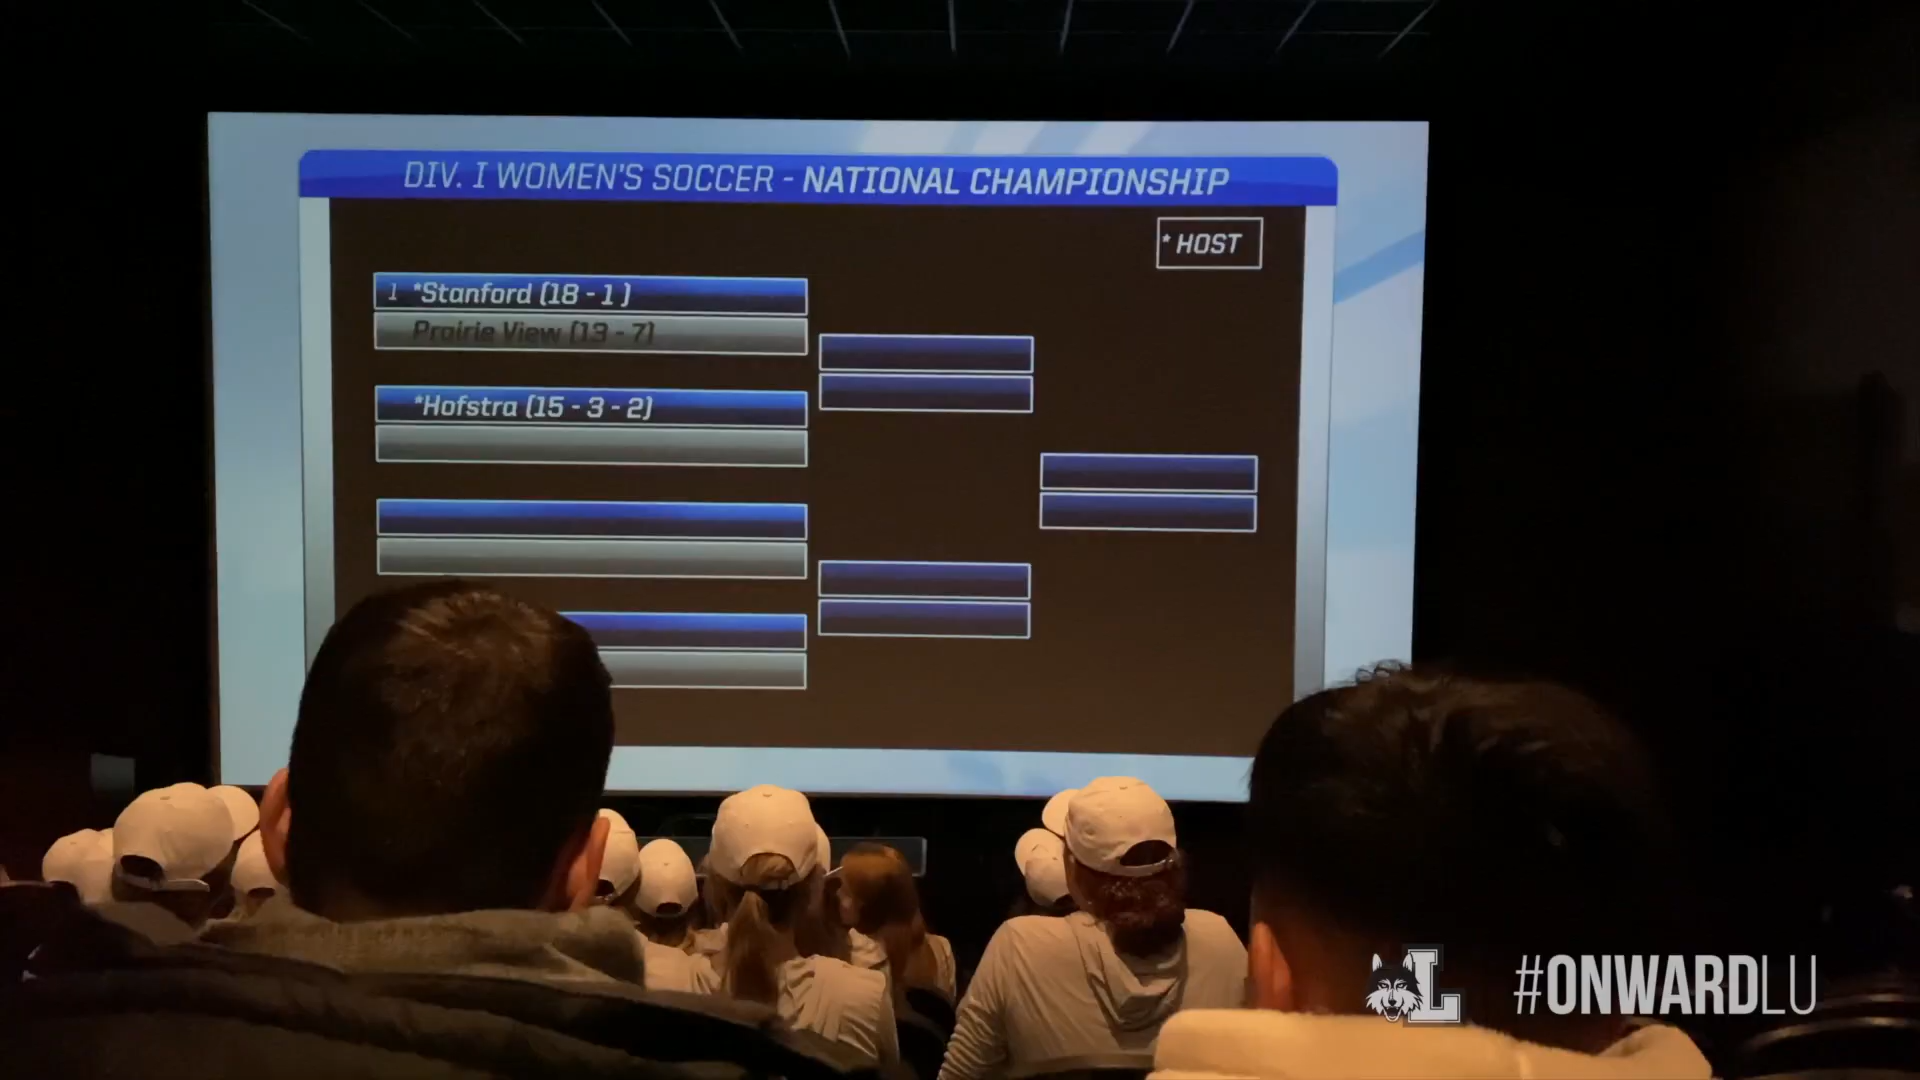 DIV. I WOMEN'S SOCCER - NATIONAL CHAMPIONSHIP
* HOST
1 *Stanford (18 - 1)
Prairie View (13 - 7)
*Hofstra (15 - 3 - 2)
L #ONWARDLU